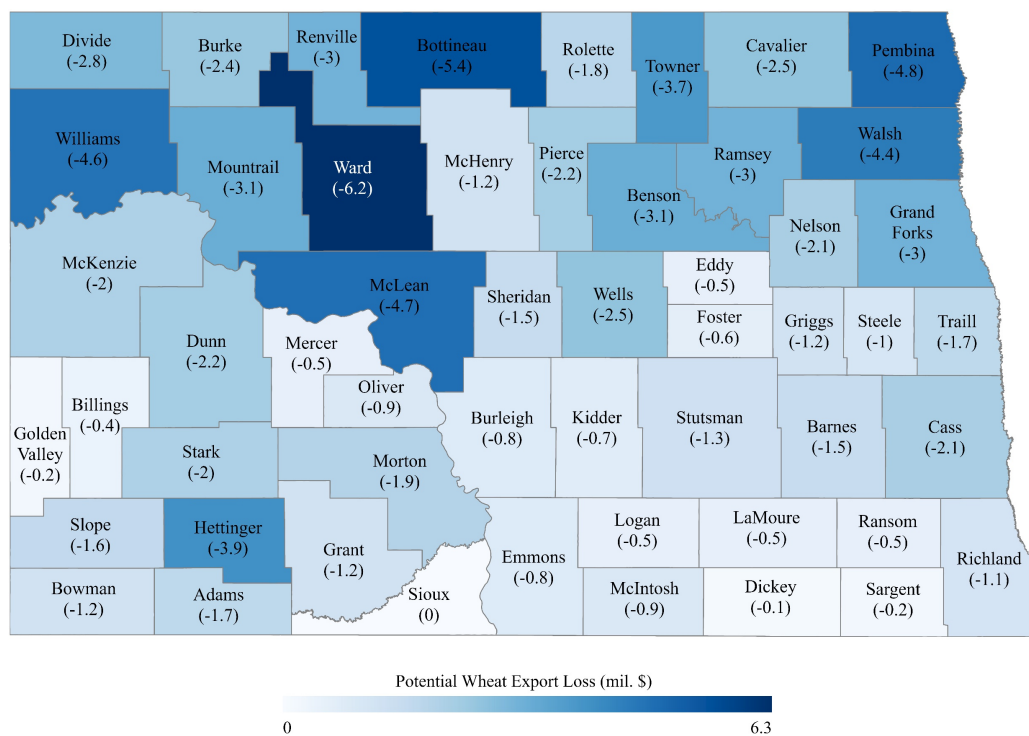 Divide
(-2.8)
Burke
(-2.4)
Renville
(-3)
Bottineau
(-5.4)
Rolette
(-1.8)
Towner
(-3.7)
Cavalier
(-2.5)
Pembina
(-4.8)
Williams
(-4.6)
Mountrail
(-3.1)
Ward
(-6.2)
McHenry
(-1.2)
Pierce
(-2.2)
Benson
(-3.1)
Ramsey
(-3)
Walsh
(-4.4)
McKenzie
(-2)
McLean
(-4.7)
Sheridan
(-1.5)
Wells
(-2.5)
Eddy
(-0.5)
Foster
(-0.6)
Nelson
(-2.1)
Grand
Forks
(-3)
Dunn
(-2.2)
Mercer
(-0.5)
Oliver
(-0.9)
Griggs
(-1.2)
Steele
(-1)
Traill
(-1.7)
Golden
Valley
(-0.2)
Billings
(-0.4)
Stark
(-2)
Morton
(-1.9)
Burleigh
(-0.8)
Kidder
(-0.7)
Stutsman
(-1.3)
Barnes
(-1.5)
Cass
(-2.1)
Slope
(-1.6)
Hettinger
(-3.9)
Grant
(-1.2)
Emmons
(-0.8)
Logan
(-0.5)
LaMoure
(-0.5)
Ransom
(-0.5)
Richland
(-1.1)
Bowman
(-1.2)
Adams
(-1.7)
Sioux
(0)
McIntosh
(-0.9)
Dickey
(-0.1)
Sargent
(-0.2)
Potential Wheat Export Loss (mil. $)
0
6.3